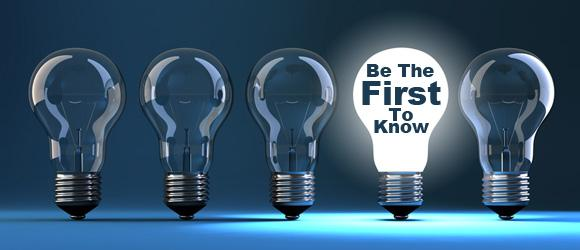 Be The
First
To
Know